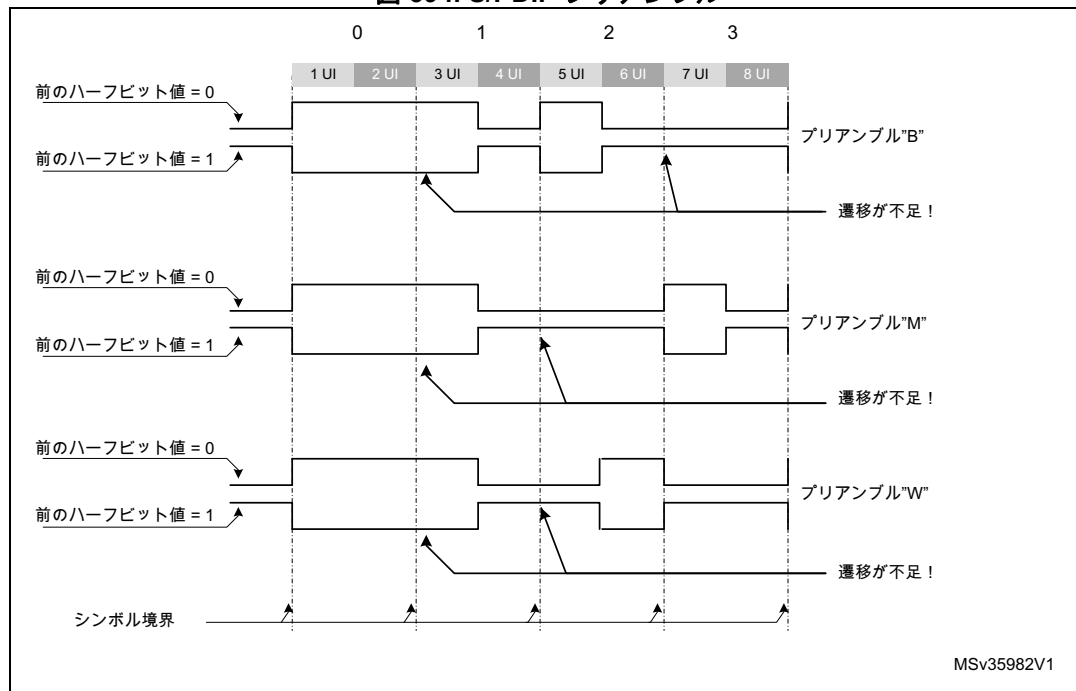 0 1 2 3
1 UI 2 UI 3 UI 4 UI 5 UI 6 UI 7 UI 8 UI
前のハーフビット値 = 0
前のハーフビット値 = 1
プリアンブル”B”
遷移が不足！
前のハーフビット値 = 0
前のハーフビット値 = 1
プリアンブル”M”
遷移が不足！
前のハーフビット値 = 0
前のハーフビット値 = 1
プリアンブル”W”
遷移が不足！
シンボル境界
MSv35982V1